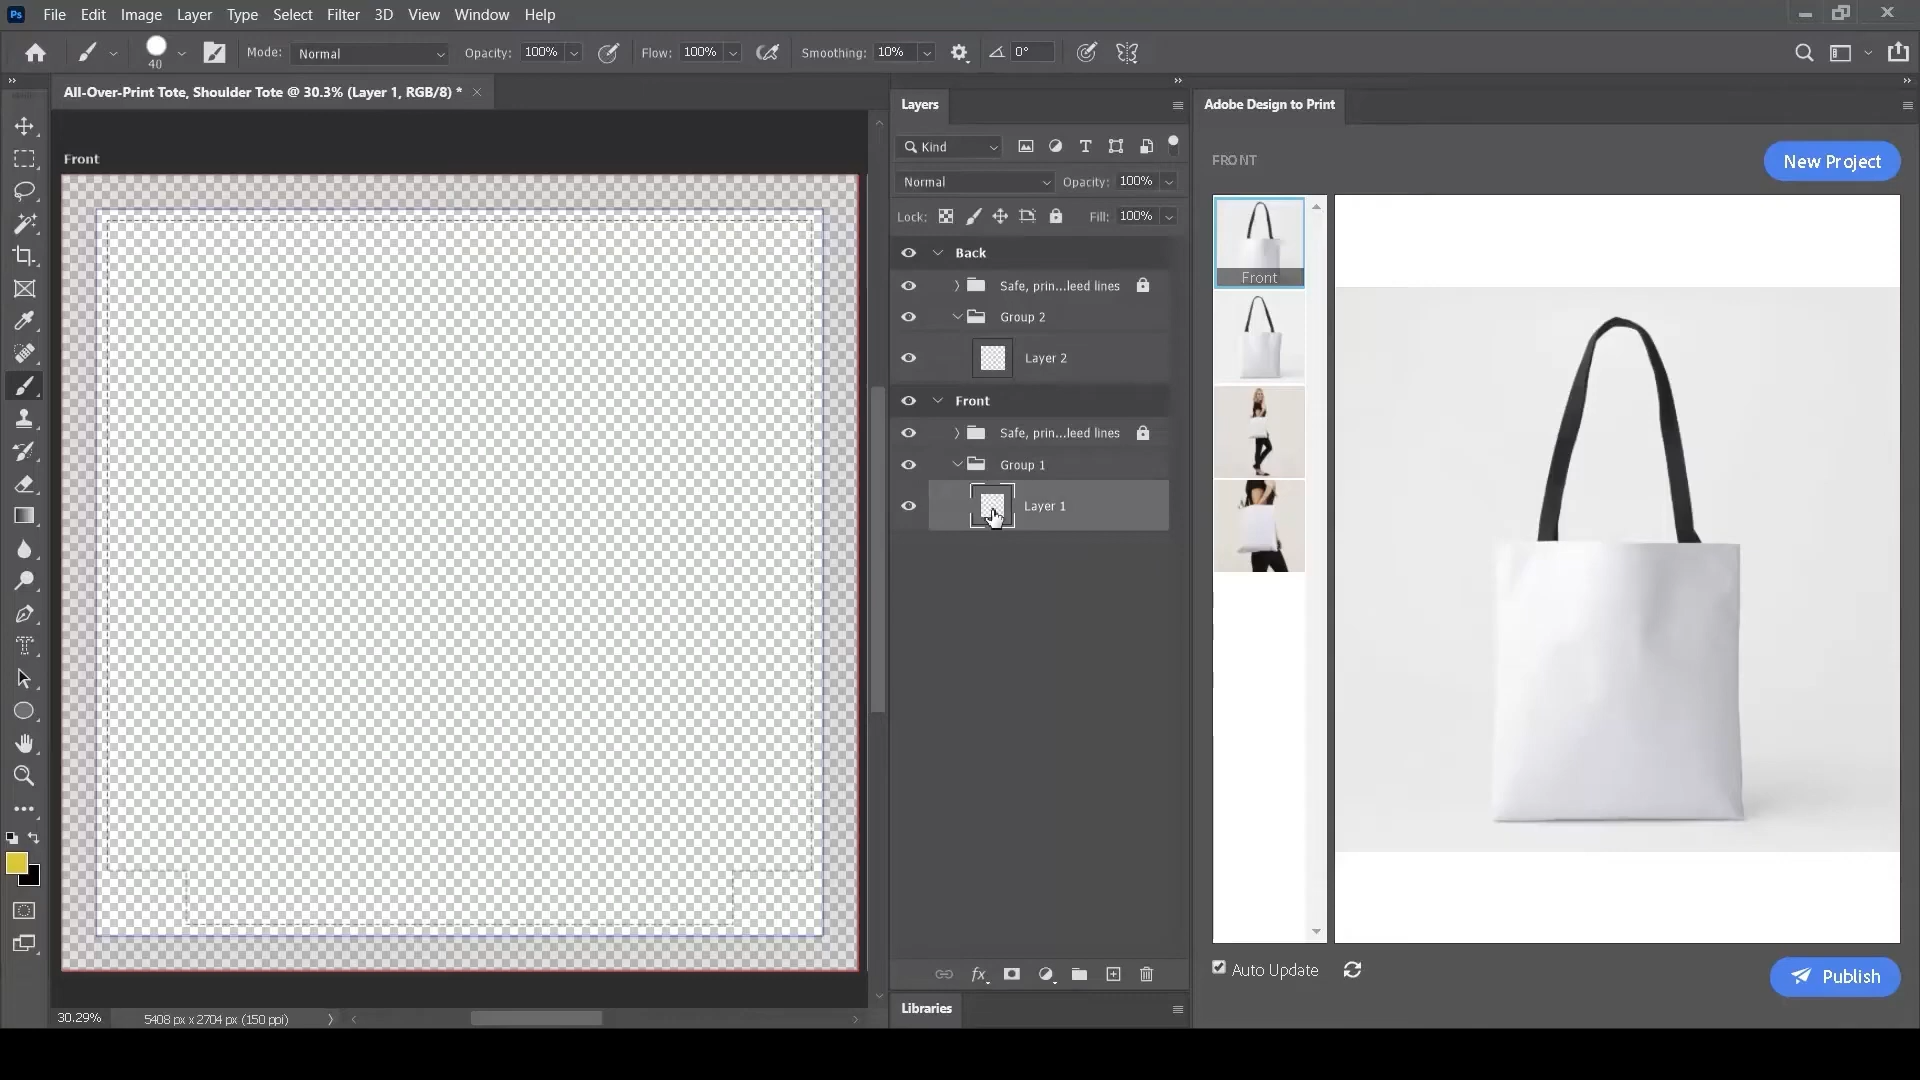 Ps File Edit Image Layer Type Select Filter 3D View Window Help
40 Mode: Normal Opacity: 100% Flow: 100% Smoothing: 10% 0°
All-Over-Print Tote, Shoulder Tote @ 30.3% (Layer 1, RGB/8) *
Front
30.29% 5408 px x 2704 px (150 ppi)
Layers
Kind
Normal Opacity: 100%
Lock: Fill: 100%
Back
Safe, prin...leed lines
Group 2
Layer 2
Front
Safe, prin...leed lines
Group 1
Layer 1
fx
Libraries
Adobe Design to Print
FRONT New Project
Front
Auto Update Publish